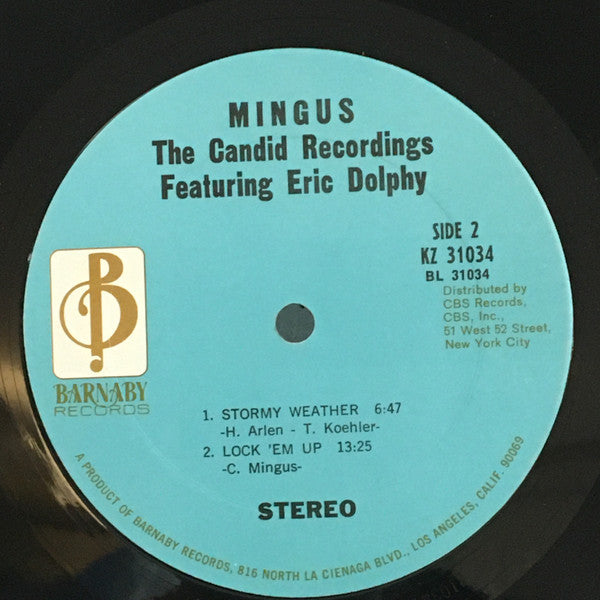 MINGUS
The Candid Recordings
Featuring Eric Dolphy
SIDE 2
KZ 31034
BL 31034
Distributed by
CBS Records,
CBS, Inc.,
51 West 52 Street,
New York City
B
BARNABY
RECORDS
1. STORMY WEATHER 6:47
-H. Arlen - T. Koehler-
2. LOCK 'EM UP 13:25
-C. Mingus-
STEREO
A PRODUCT OF BARNABY RECORDS, 816 NORTH LA CIENAGA BLVD., LOS ANGELES, CALIF. 90069